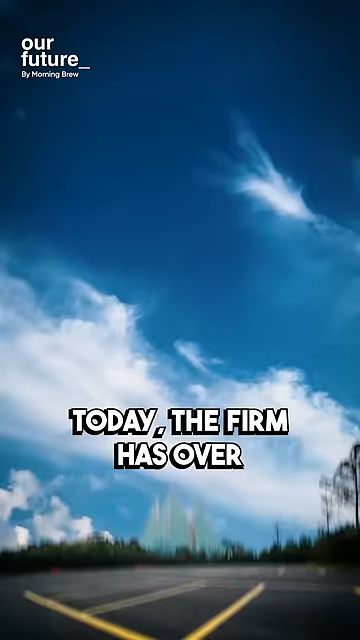 our
future_
By Morning Brew
TODAY, THE FIRM
HAS OVER